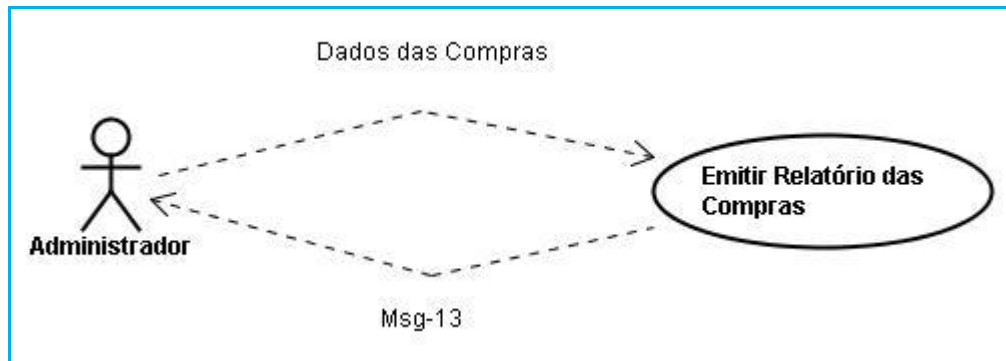 Dados das Compras
Emitir Relatório das
Compras
Administrador
Msg-13